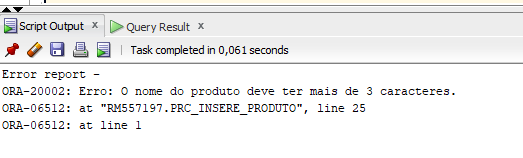 Script Output x
Query Result x
Task completed in 0,061 seconds
Error report -
ORA-20002: Erro: O nome do produto deve ter mais de 3 caracteres.
ORA-06512: at "RM557197.PRC_INSERE_PRODUTO", line 25
ORA-06512: at line 1